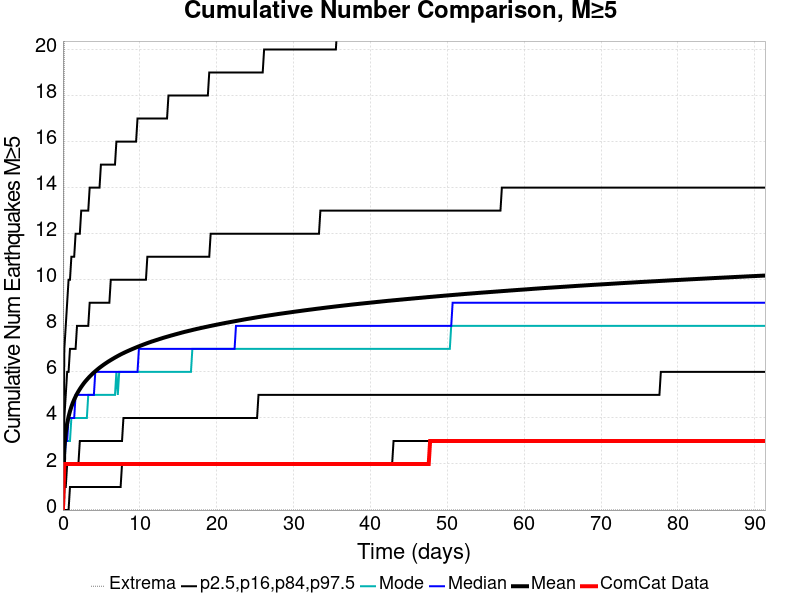 Cumulative Number Comparison, M≥5
Cumulative Num Earthquakes M≥5
20
18
16
14
12
10
8
6
4
2
0
0 10 20 30 40 50 60 70 80 90
Time (days)
Extrema p2.5,p16,p84,p97.5 Mode Median Mean ComCat Data